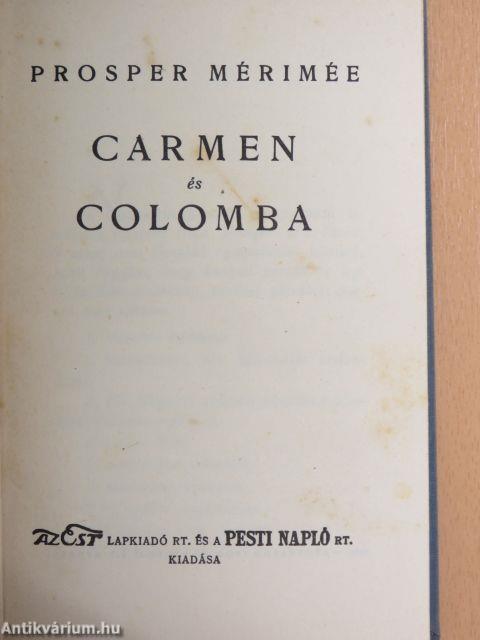 PROSPER MÉRIMÉE
CARMEN
és
COLOMBA
AZ EST LAPKIADÓ RT. ÉS A PESTI NAPLÓ RT.
KIADÁSA
Antikvárium.hu